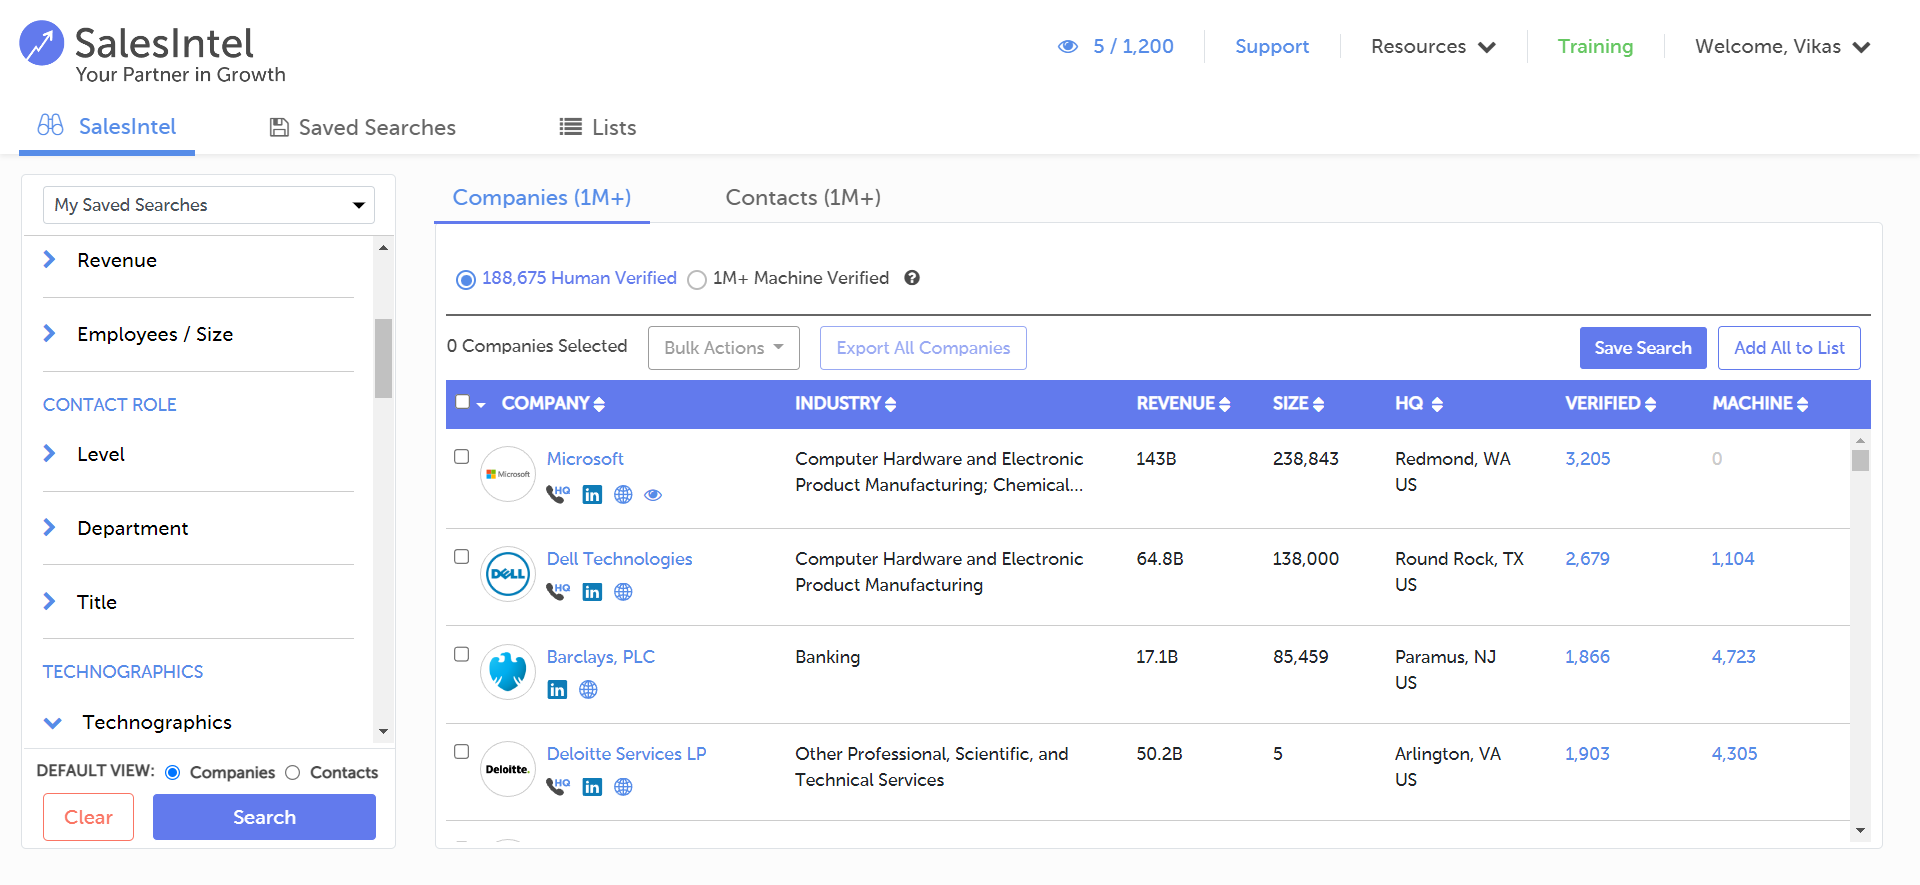 SalesIntel
Your Partner in Growth
5 / 1,200
Support
Resources
Training
Welcome, Vikas
SalesIntel
Saved Searches
Lists
My Saved Searches
Revenue
Employees / Size
CONTACT ROLE
Level
Department
Title
TECHNOGRAPHICS
Technographics
DEFAULT VIEW: Companies Contacts
Clear
Search
Companies (1M+)
Contacts (1M+)
188,675 Human Verified
1M+ Machine Verified
0 Companies Selected
Bulk Actions
Export All Companies
Save Search
Add All to List
COMPANY INDUSTRY REVENUE SIZE HQ VERIFIED MACHINE
Microsoft
Microsoft
HQ
Computer Hardware and Electronic
Product Manufacturing; Chemical...
143B
238,843
Redmond, WA
US
3,205
0
DELL
Dell Technologies
HQ
Computer Hardware and Electronic
Product Manufacturing
64.8B
138,000
Round Rock, TX
US
2,679
1,104
Barclays, PLC
Banking
17.1B
85,459
Paramus, NJ
US
1,866
4,723
Deloitte.
Deloitte Services LP
HQ
Other Professional, Scientific, and
Technical Services
50.2B
5
Arlington, VA
US
1,903
4,305